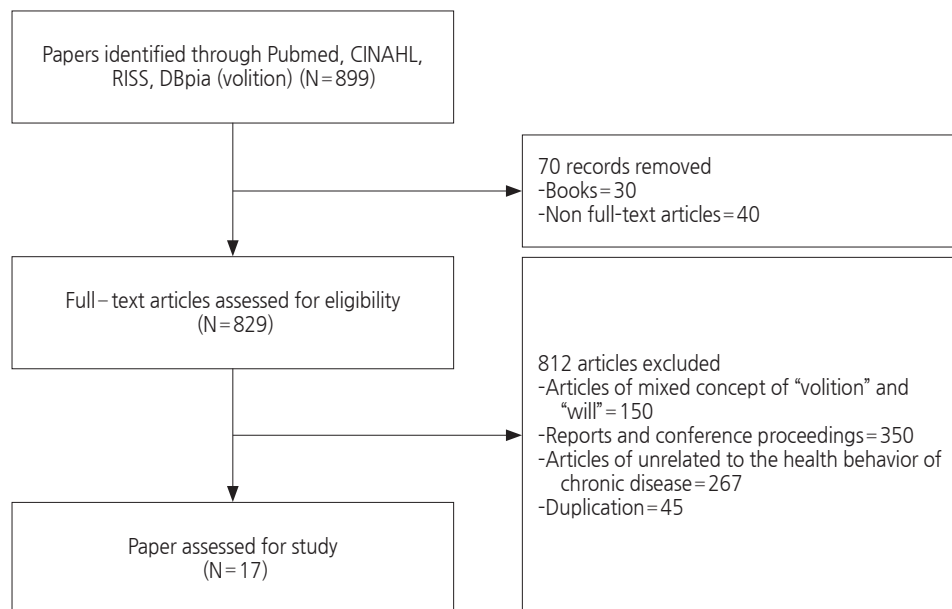 Papers identified through Pubmed, CINAHL,
RISS, DBpia (volition) (N=899)
70 records removed
-Books=30
-Non full-text articles=40
Full–text articles assessed for eligibility
(N=829)
812 articles excluded
-Articles of mixed concept of “volition” and
“will”=150
-Reports and conference proceedings=350
-Articles of unrelated to the health behavior of
chronic disease=267
-Duplication=45
Paper assessed for study
(N=17)